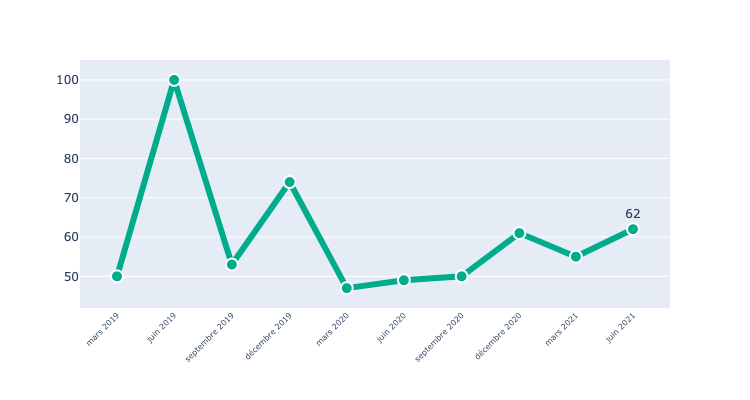 100
90
80
70
60
50
62
mars 2019
juin 2019
septembre 2019
décembre 2019
mars 2020
juin 2020
septembre 2020
décembre 2020
mars 2021
juin 2021